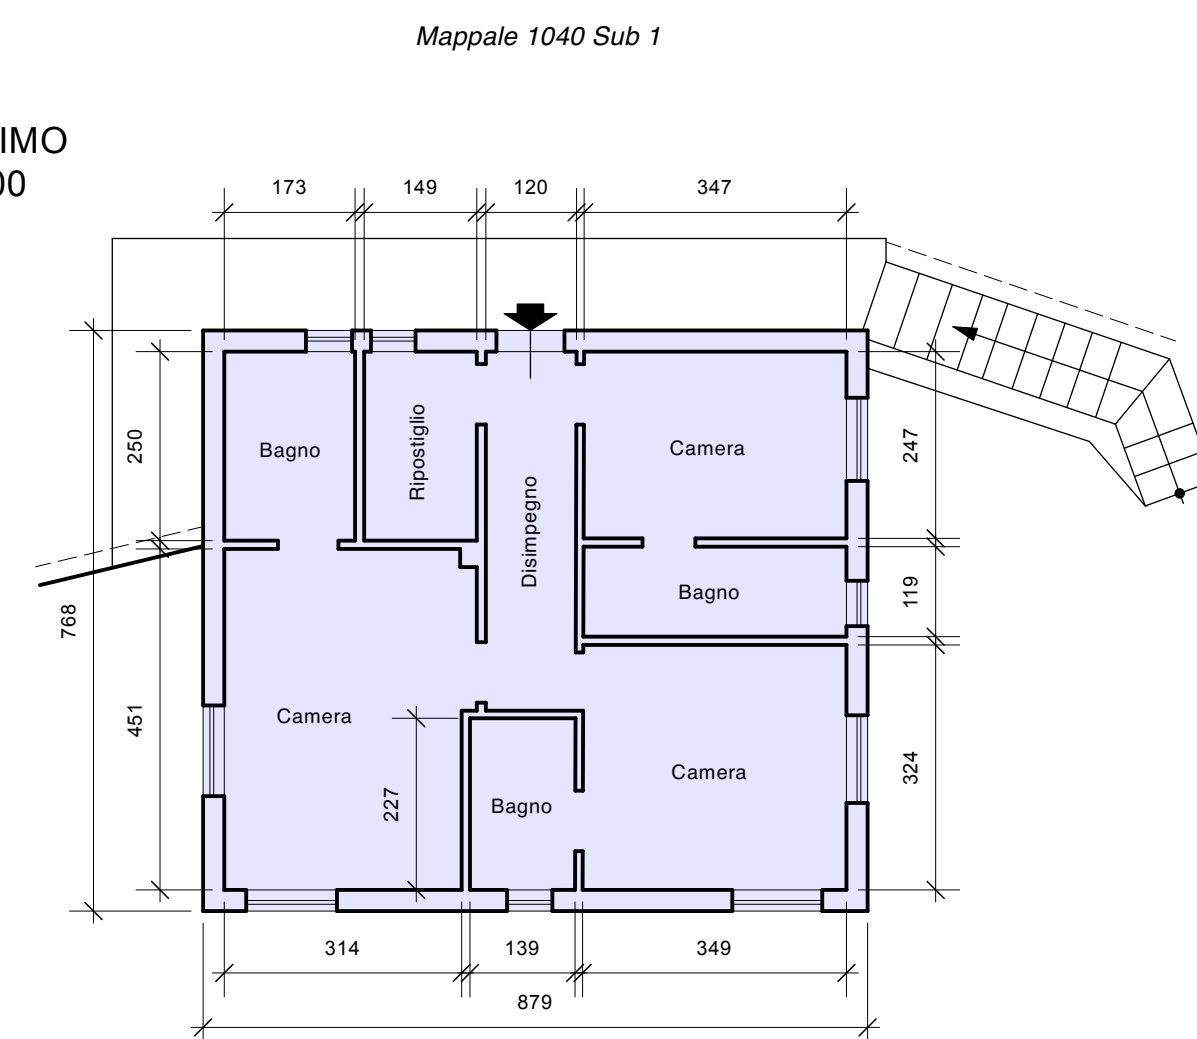 Mappale 1040 Sub 1
IMO
00
173 149 120 347
250
Bagno
Ripostiglio
Camera
247
Disimpegno
768
Bagno
119
451
Camera
227
Bagno
Camera
324
314 139 349
879